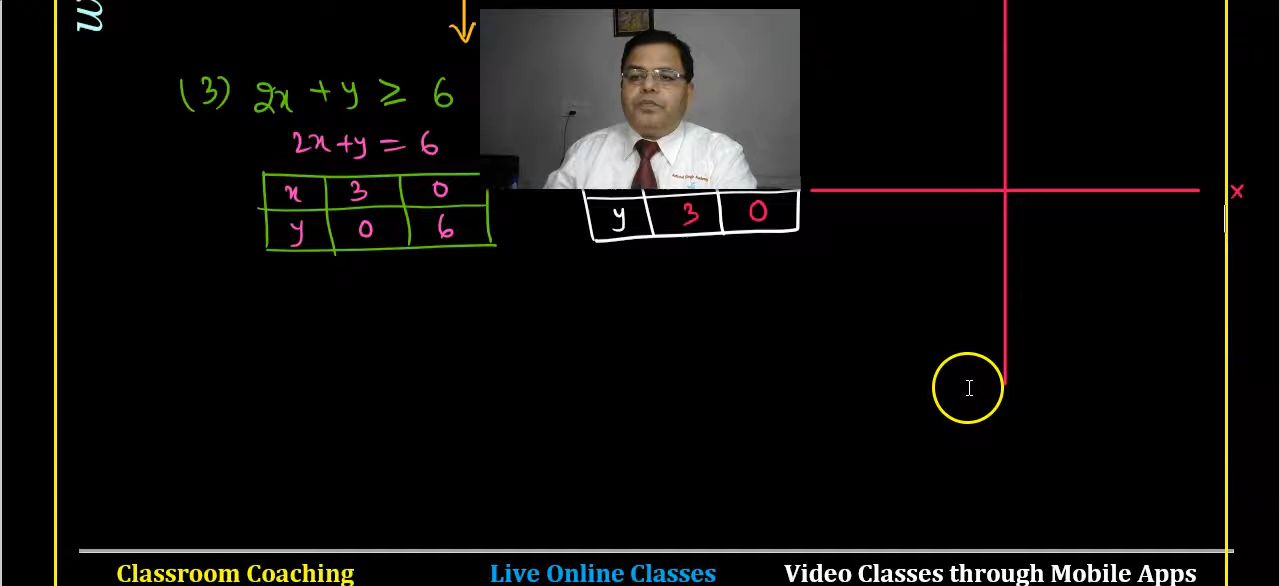 (3) 2x + y ≥ 6
2x+y = 6
x 3 0
y 0 6
y 3 0
x
Classroom Coaching Live Online Classes Video Classes through Mobile Apps